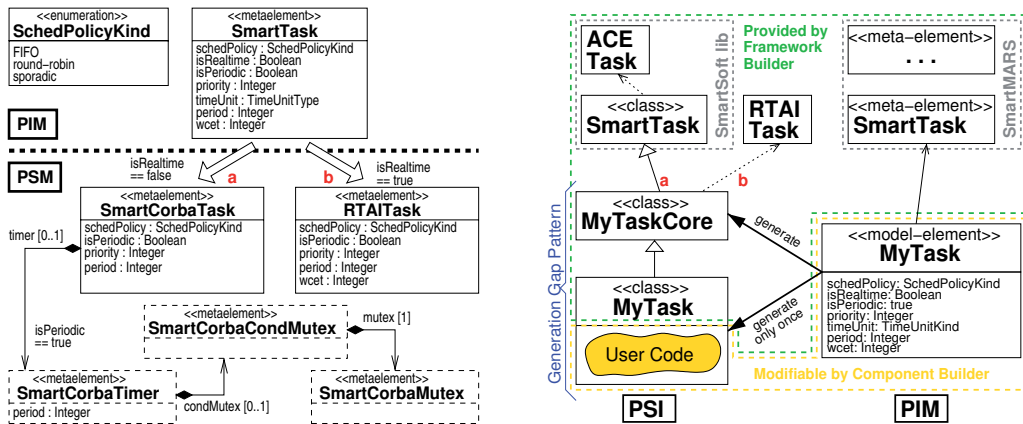 <<enumeration>>
SchedPolicyKind
FIFO
round-robin
sporadic
<<metaelement>>
SmartTask
schedPolicy : SchedPolicyKind
isRealtime : Boolean
isPeriodic : Boolean
priority : Integer
timeUnit : TimeUnitType
period : Integer
wcet : Integer
PIM
PSM
isRealtime
== false
a
b
isRealtime
== true
<<metaelement>>
SmartCorbaTask
schedPolicy : SchedPolicyKind
isPeriodic : Boolean
priority : Integer
period : Integer
<<metaelement>>
RTAITask
schedPolicy : SchedPolicyKind
isPeriodic : Boolean
priority : Integer
period : Integer
wcet : Integer
timer [0..1]
isPeriodic
== true
<<metaelement>>
SmartCorbaCondMutex
mutex [1]
<<metaelement>>
SmartCorbaTimer
period : Integer
condMutex [0..1]
<<metaelement>>
SmartCorbaMutex
ACE
Task
SmartSoft lib
Provided by
Framework
Builder
<<class>>
SmartTask
RTAI
Task
<<meta-element>>
. . .
<<meta-element>>
SmartTask
SmartMARS
a
b
Generation Gap Pattern
<<class>>
MyTaskCore
generate
<<class>>
MyTask
User Code
generate
only once
<<model-element>>
MyTask
schedPolicy: SchedPolicyKind
isRealtime: Boolean
isPeriodic: true
priority: Integer
timeUnit: TimeUnitKind
period: Integer
wcet: Integer
Modifiable by Component Builder
PSI
PIM